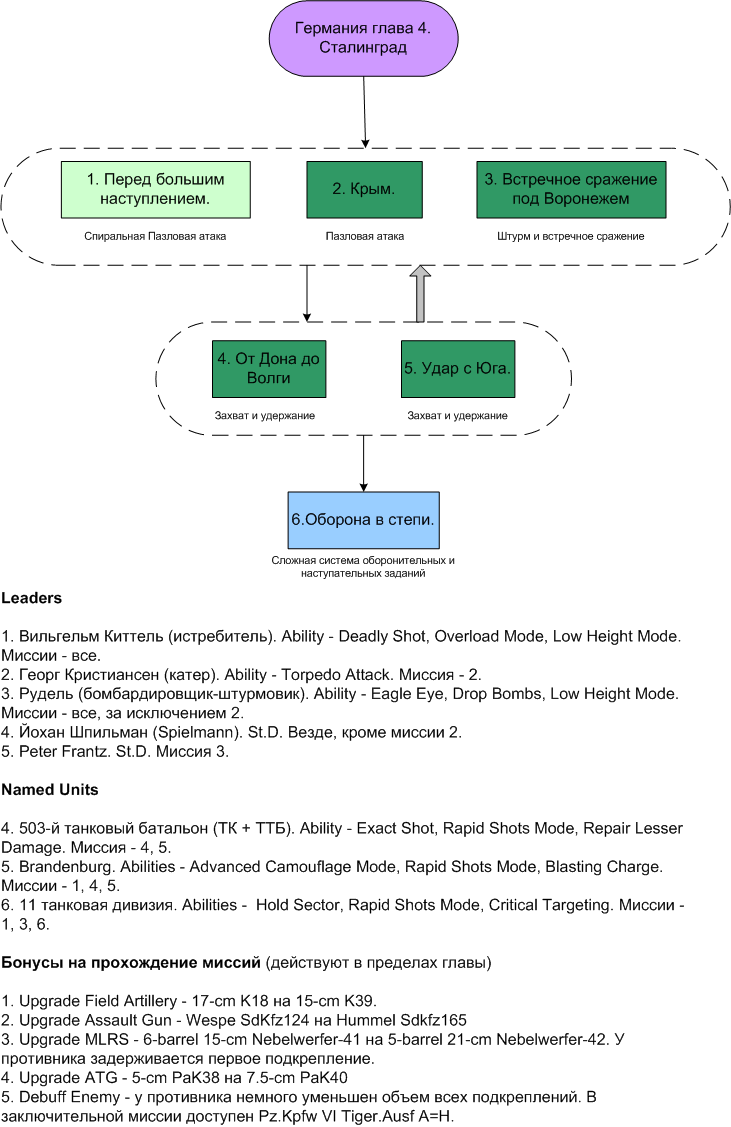 Германия глава 4.
Сталинград
1. Перед большим
наступлением.
2. Крым.
3. Встречное сражение
под Воронежем
Спиральная Пазловая атака
Пазловая атака
Штурм и встречное сражение
4. От Дона до
Волги
5. Удар с Юга.
Захват и удержание
Захват и удержание
6.Оборона в степи.
Сложная система оборонительных и
наступательных заданий
Leaders
1. Вильгельм Киттель (истребитель). Ability - Deadly Shot, Overload Mode, Low Height Mode.
Миссии - все.
2. Георг Кристиансен (катер). Ability - Torpedo Attack. Миссия - 2.
3. Рудель (бомбардировщик-штурмовик). Ability - Eagle Eye, Drop Bombs, Low Height Mode.
Миссии - все, за исключением 2.
4. Йохан Шпильман (Spielmann). St.D. Везде, кроме миссии 2.
5. Peter Frantz. St.D. Миссия 3.
Named Units
4. 503-й танковый батальон (ТК + ТТБ). Ability - Exact Shot, Rapid Shots Mode, Repair Lesser
Damage. Миссия - 4, 5.
5. Brandenburg. Abilities - Advanced Camouflage Mode, Rapid Shots Mode, Blasting Charge.
Миссии - 1, 4, 5.
6. 11 танковая дивизия. Abilities -  Hold Sector, Rapid Shots Mode, Critical Targeting. Миссии -
1, 3, 6.
Бонусы на прохождение миссий (действуют в пределах главы)
1. Upgrade Field Artillery - 17-cm K18 на 15-cm K39.
2. Upgrade Assault Gun - Wespe SdKfz124 на Hummel Sdkfz165
3. Upgrade MLRS - 6-barrel 15-cm Nebelwerfer-41 на 5-barrel 21-cm Nebelwerfer-42. У
противника задерживается первое подкрепление.
4. Upgrade ATG - 5-cm PaK38 на 7.5-cm PaK40
5. Debuff Enemy - у противника немного уменьшен объем всех подкреплений. В
заключительной миссии доступен Pz.Kpfw VI Tiger.Ausf A=H.